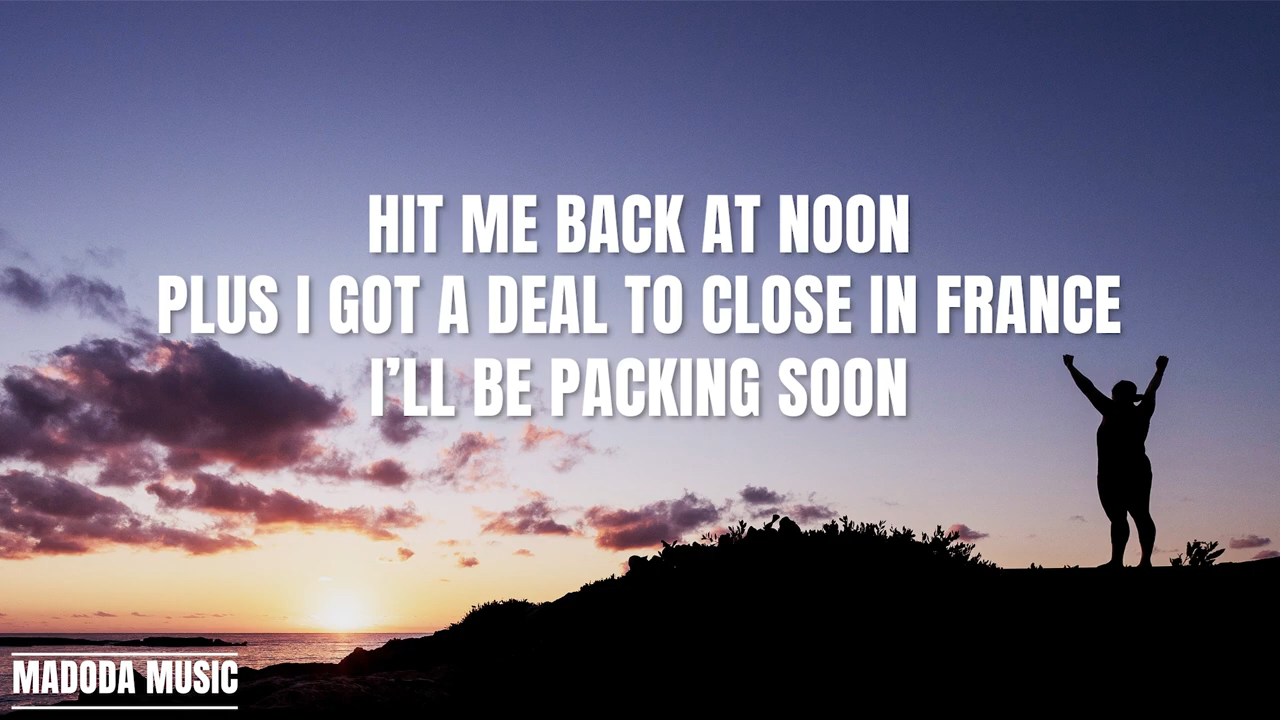 HIT ME BACK AT NOON
PLUS I GOT A DEAL TO CLOSE IN FRANCE
I’LL BE PACKING SOON
MADODA MUSIC